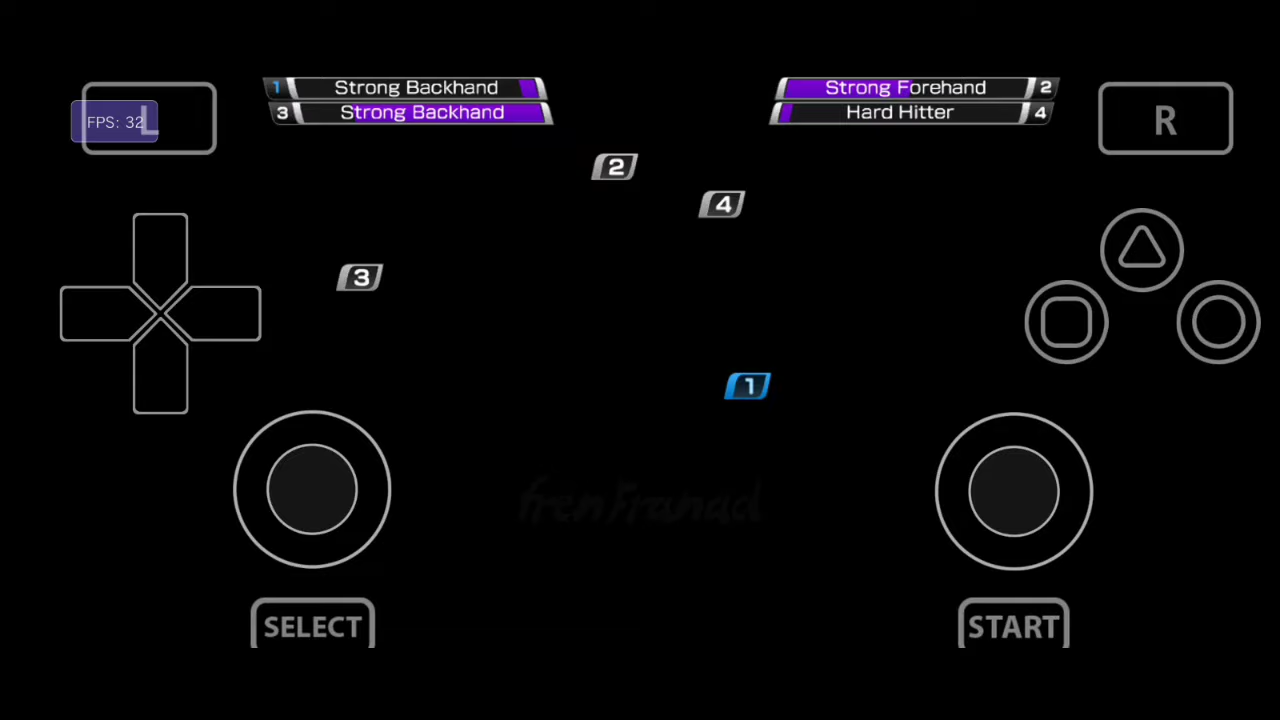 1 Strong Backhand
Strong Forehand 2
3 Strong Backhand
Hard Hitter 4
FPS: 32
L
R
2
4
3
1
SELECT
START